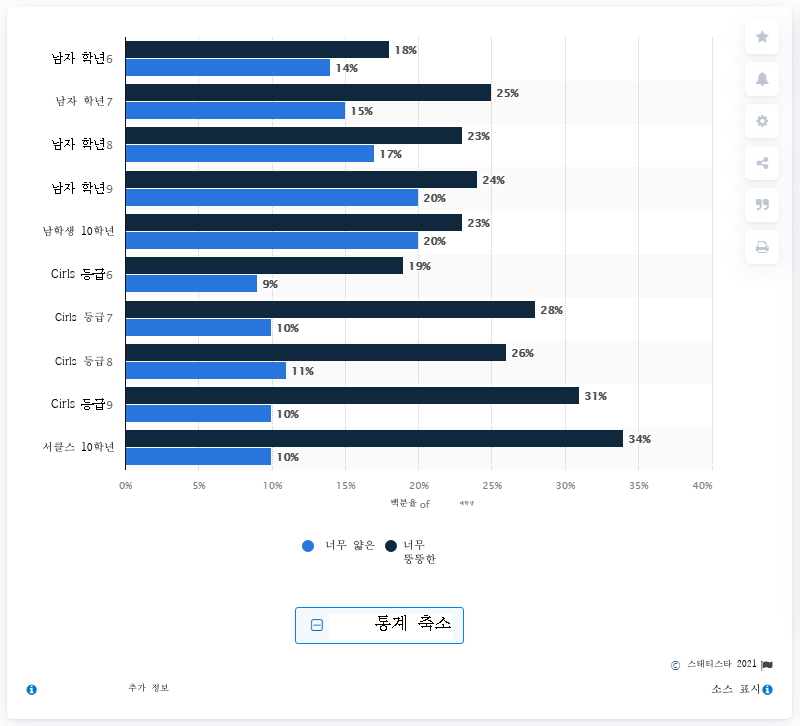 남자 학년6
18%
14%
남자 학년7
25%
15%
남자 학년8
23%
17%
남자 학년9
24%
20%
남학생 10학년
23%
20%
Cirls 등급6
19%
9%
Cirls 등급7
28%
10%
Cirls 등급8
26%
11%
Cirls 등급9
31%
10%
서클스 10학년
34%
10%
0% 5% 10% 15% 20% 25% 30% 35% 40%
백분율 of
너무 얇은 너무
뚱뚱한
통계 축소
© 스태티스타 2021
추가 정보 소스 표시